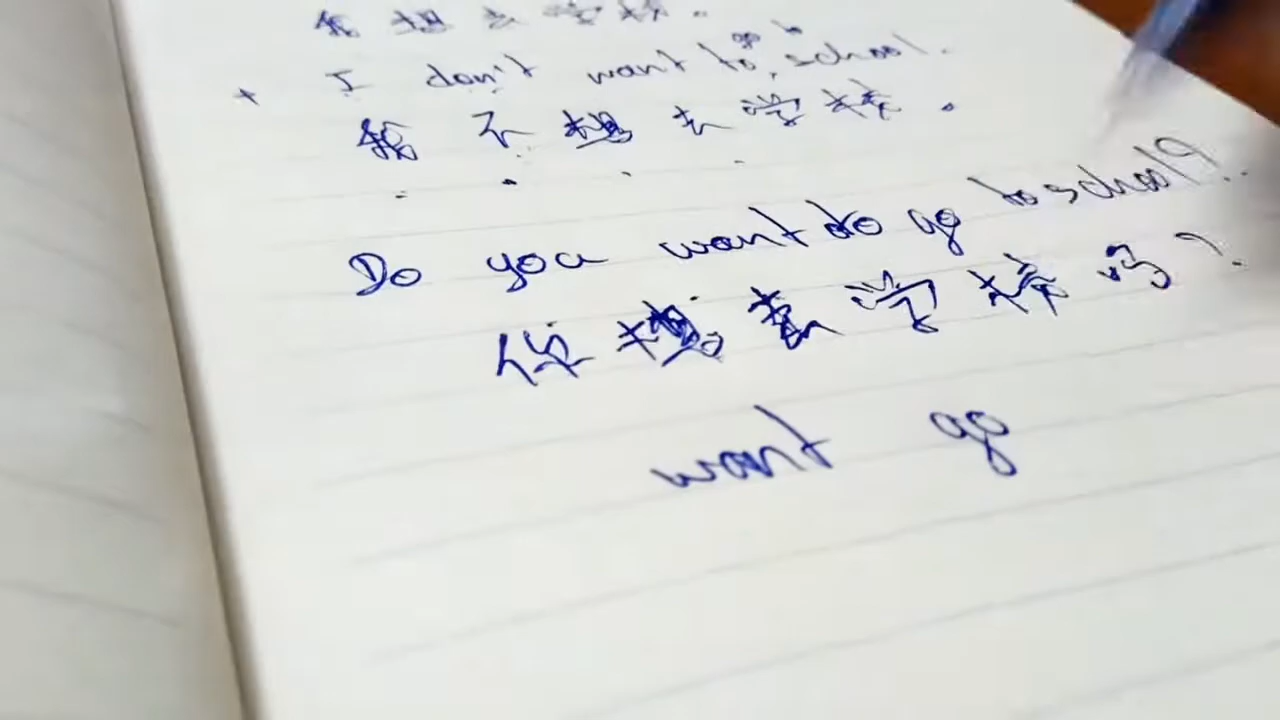 我想去学校。
+ I don't want to go to school.
我不想去学校。
Do you want to go to school?
你想去学校吗?
want go